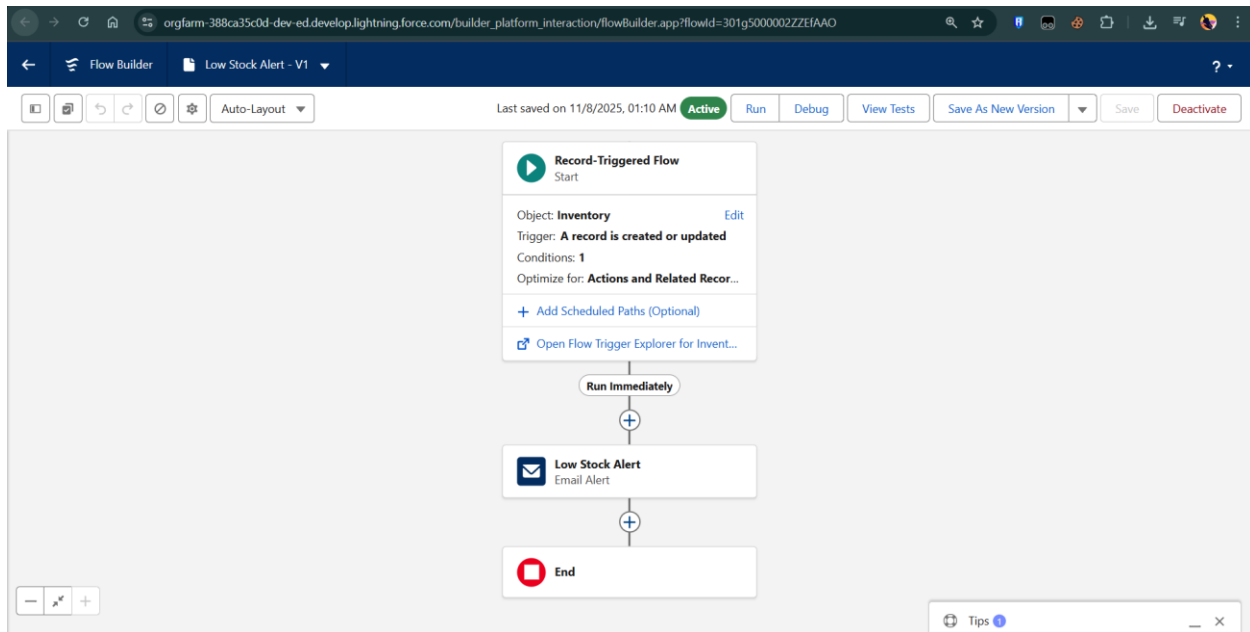 orgfarm-388ca35c0d-dev-ed.develop.lightning.force.com/builder_platform_interaction/flowBuilder.app?flowId=301g5000002ZZEfAAO
Flow Builder
Low Stock Alert - V1
?
Auto-Layout
Last saved on 11/8/2025, 01:10 AM
Active
Run
Debug
View Tests
Save As New Version
Save
Deactivate
Record-Triggered Flow
Start
Object: Inventory
Edit
Trigger: A record is created or updated
Conditions: 1
Optimize for: Actions and Related Recor...
+ Add Scheduled Paths (Optional)
Open Flow Trigger Explorer for Invent...
Run Immediately
Low Stock Alert
Email Alert
End
Tips 1